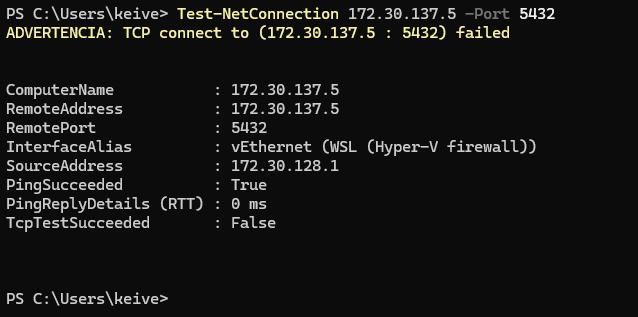 PS C:\Users\keive> Test-NetConnection 172.30.137.5 -Port 5432
ADVERTENCIA: TCP connect to (172.30.137.5 : 5432) failed
ComputerName           : 172.30.137.5
RemoteAddress          : 172.30.137.5
RemotePort             : 5432
InterfaceAlias         : vEthernet (WSL (Hyper-V firewall))
SourceAddress          : 172.30.128.1
PingSucceeded          : True
PingReplyDetails (RTT) : 0 ms
TcpTestSucceeded       : False
PS C:\Users\keive>